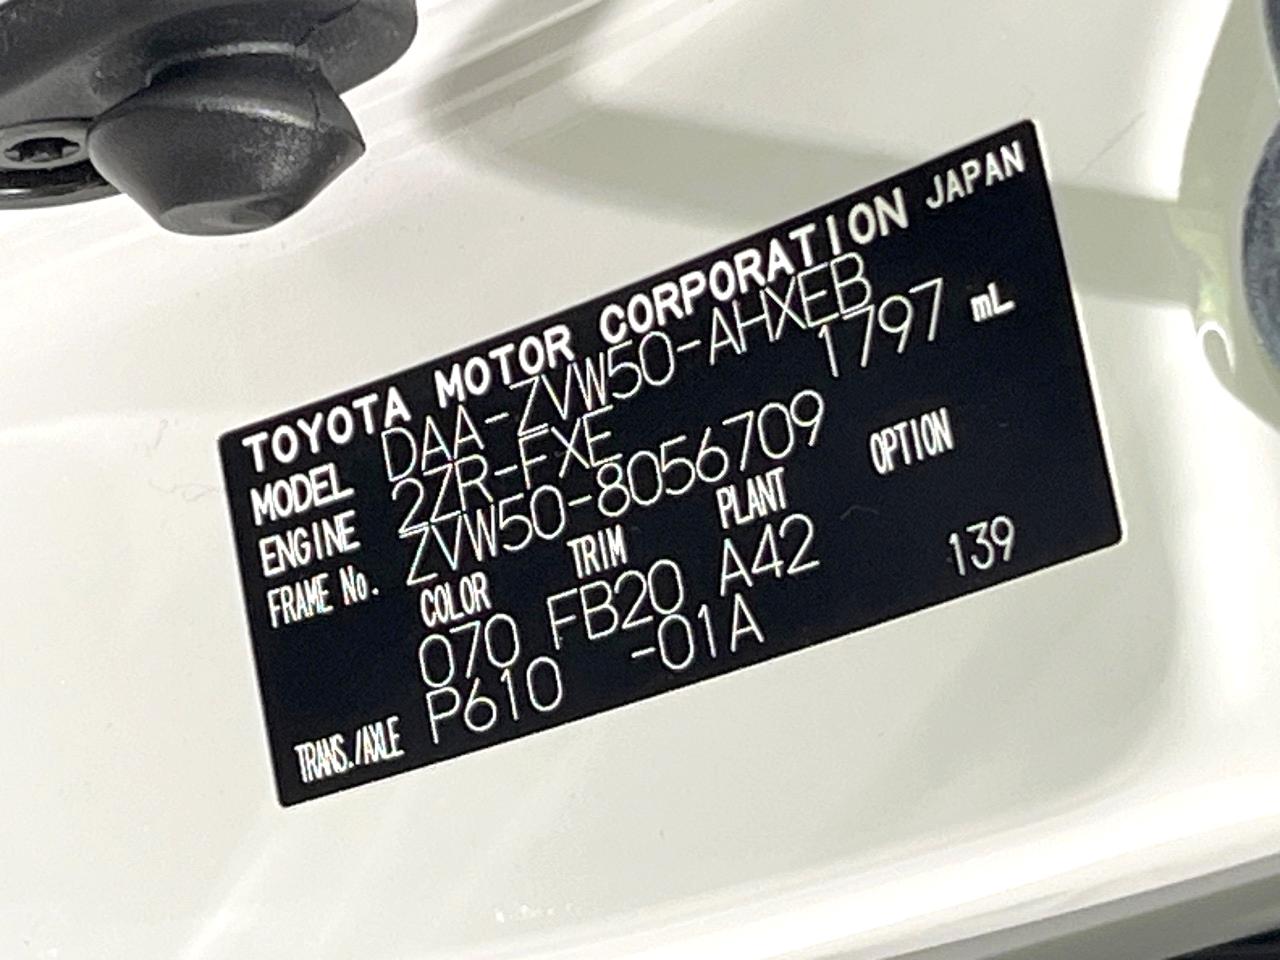 TOYOTA MOTOR CORPORATION JAPAN
MODEL DAA-ZVW50-AHXEB
ENGINE 2ZR-FXE 1797 mL
FRAME No. ZVW50-8056709
COLOR TRIM PLANT OPTION
070 FB20 A42 139
TRANS./AXLE P610 -01A